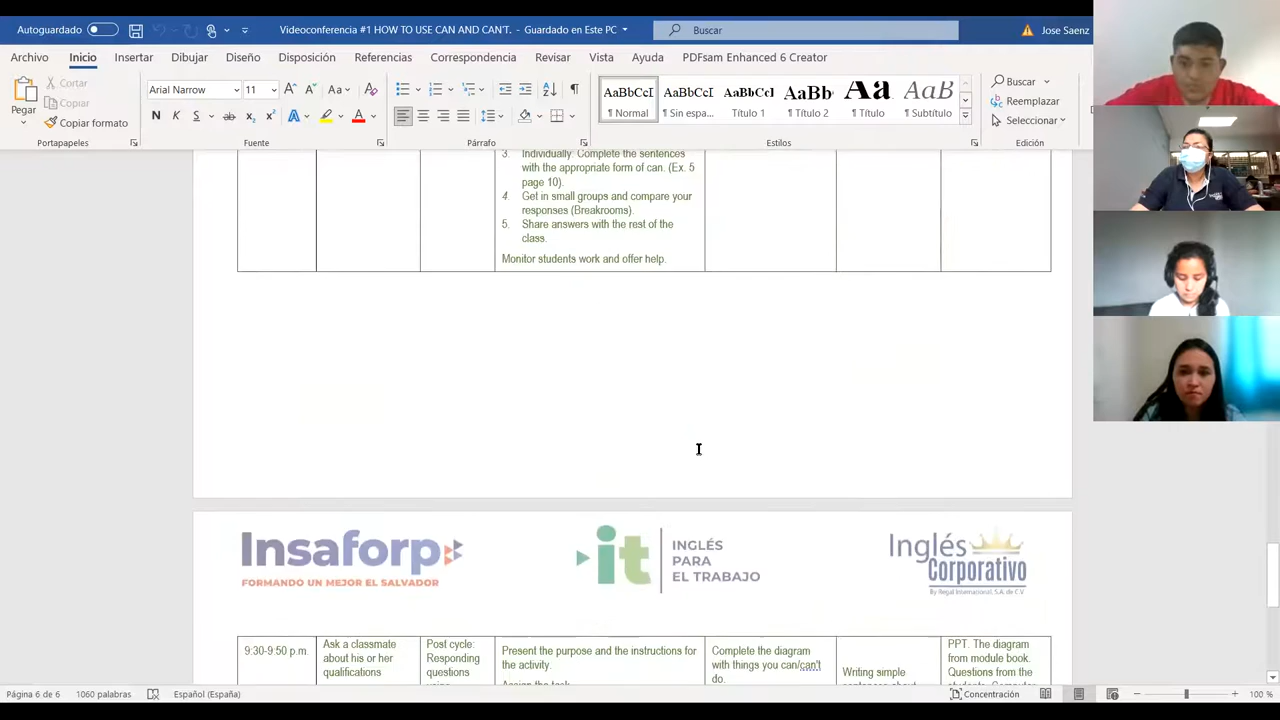 Autoguardado
Videoconferencia #1 HOW TO USE CAN AND CAN'T. - Guardado en Este PC
Buscar
Jose Saenz
Archivo Inicio Insertar Dibujar Diseño Disposición Referencias Correspondencia Revisar Vista Ayuda PDFsam Enhanced 6 Creator
Pegar
Cortar
Copiar
Copiar formato
Portapapeles
Arial Narrow 11
Fuente
Párrafo
AaBbCcI AaBbCcI AaBbCcI AaBb Aa AaB
¶ Normal ¶ Sin espa... ¶ Título 1 ¶ Título 2 ¶ Título ¶ Subtítulo
Estilos
Buscar
Reemplazar
Seleccionar
Edición
3. Individually: Complete the sentences
with the appropriate form of can. (Ex. 5
page 10).
4. Get in small groups and compare your
responses (Breakrooms).
5. Share answers with the rest of the
class.
Monitor students work and offer help.
Insaforp
FORMANDO UN MEJOR EL SALVADOR
it
INGLÉS
PARA
EL TRABAJO
Inglés
Corporativo
By Regal Internacional, S.A. de C.V
9:30-9:50 p.m.
Ask a classmate
about his or her
qualifications
Post cycle:
Responding
questions
Present the purpose and the instructions for
the activity.
Assign the task
Complete the diagram
with things you can/can't
do.
Writing simple
PPT. The diagram
from module book.
Questions from the
Página 6 de 6 1060 palabras Español (España)
Concentración
100 %